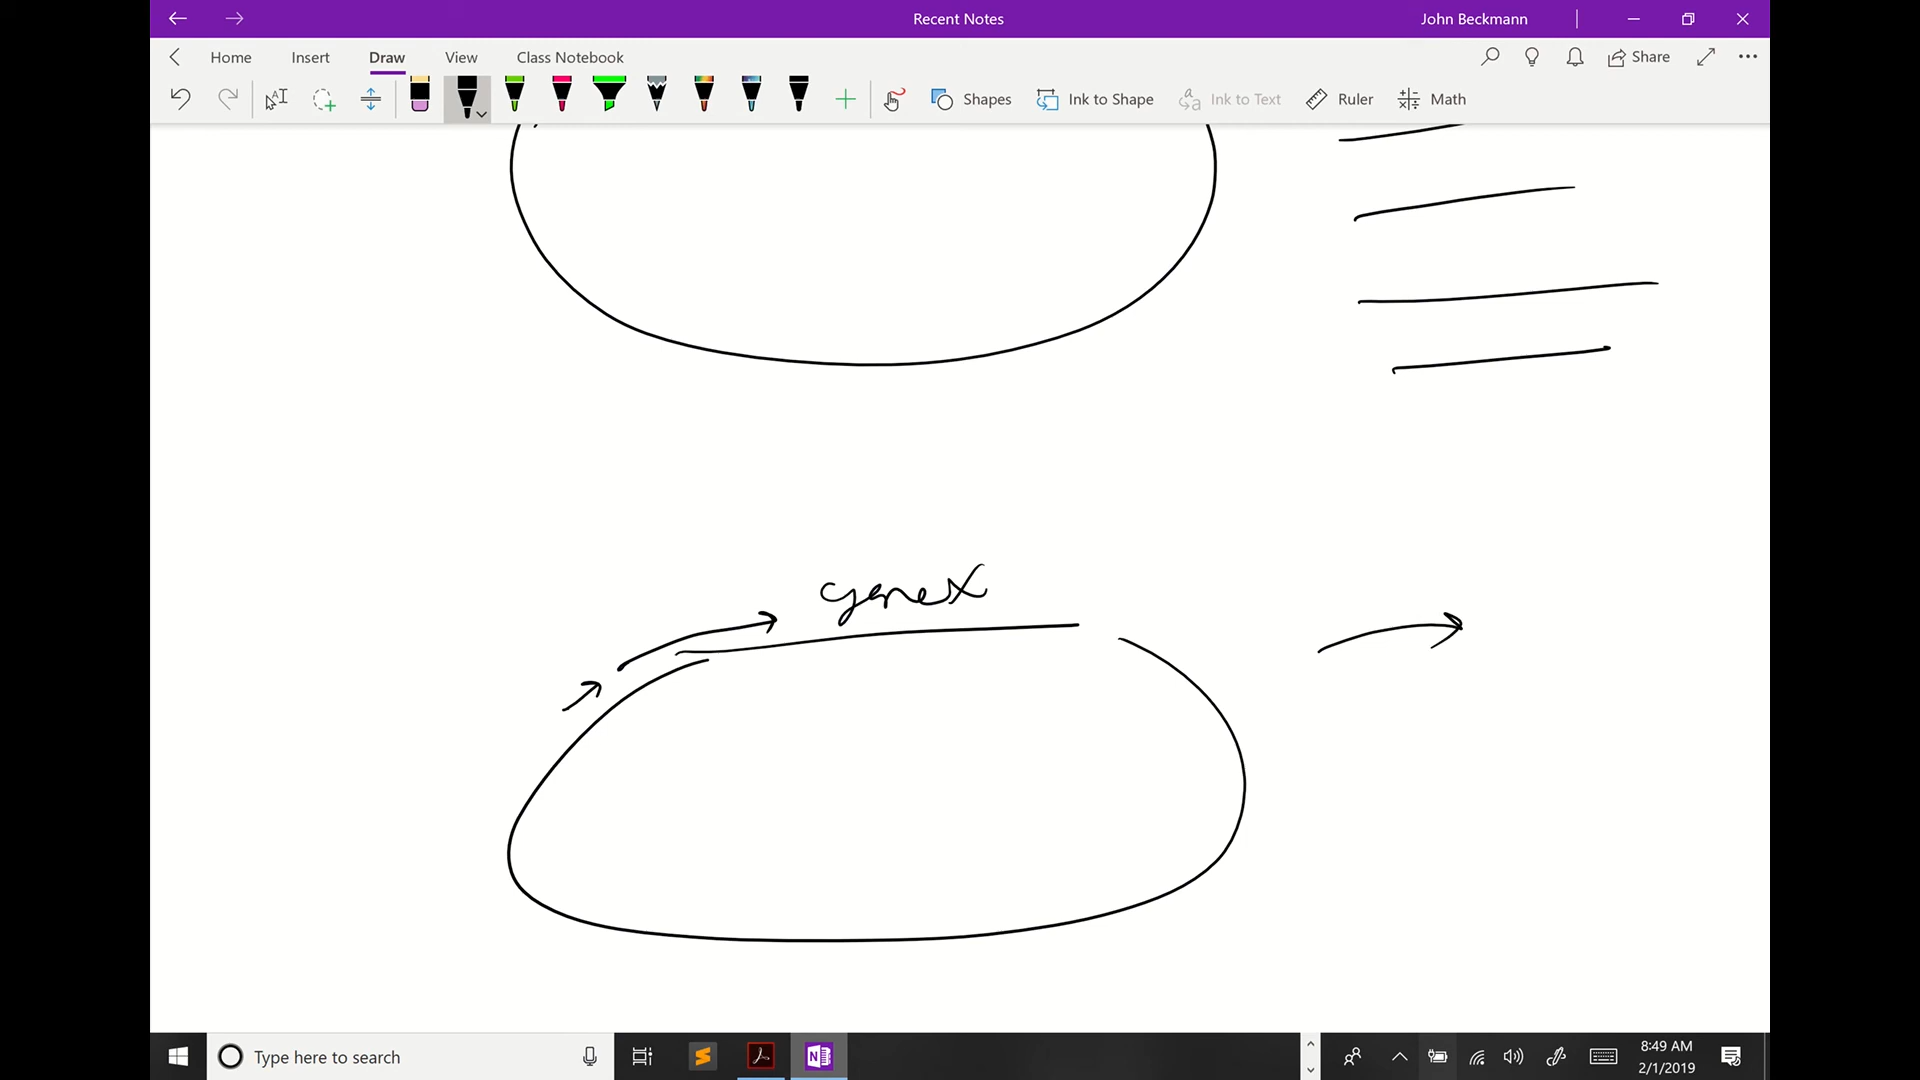 Recent Notes
John Beckmann
Home Insert Draw View Class Notebook
Share
Shapes Ink to Shape Ink to Text Ruler Math
gene X
Type here to search
8:49 AM
2/1/2019